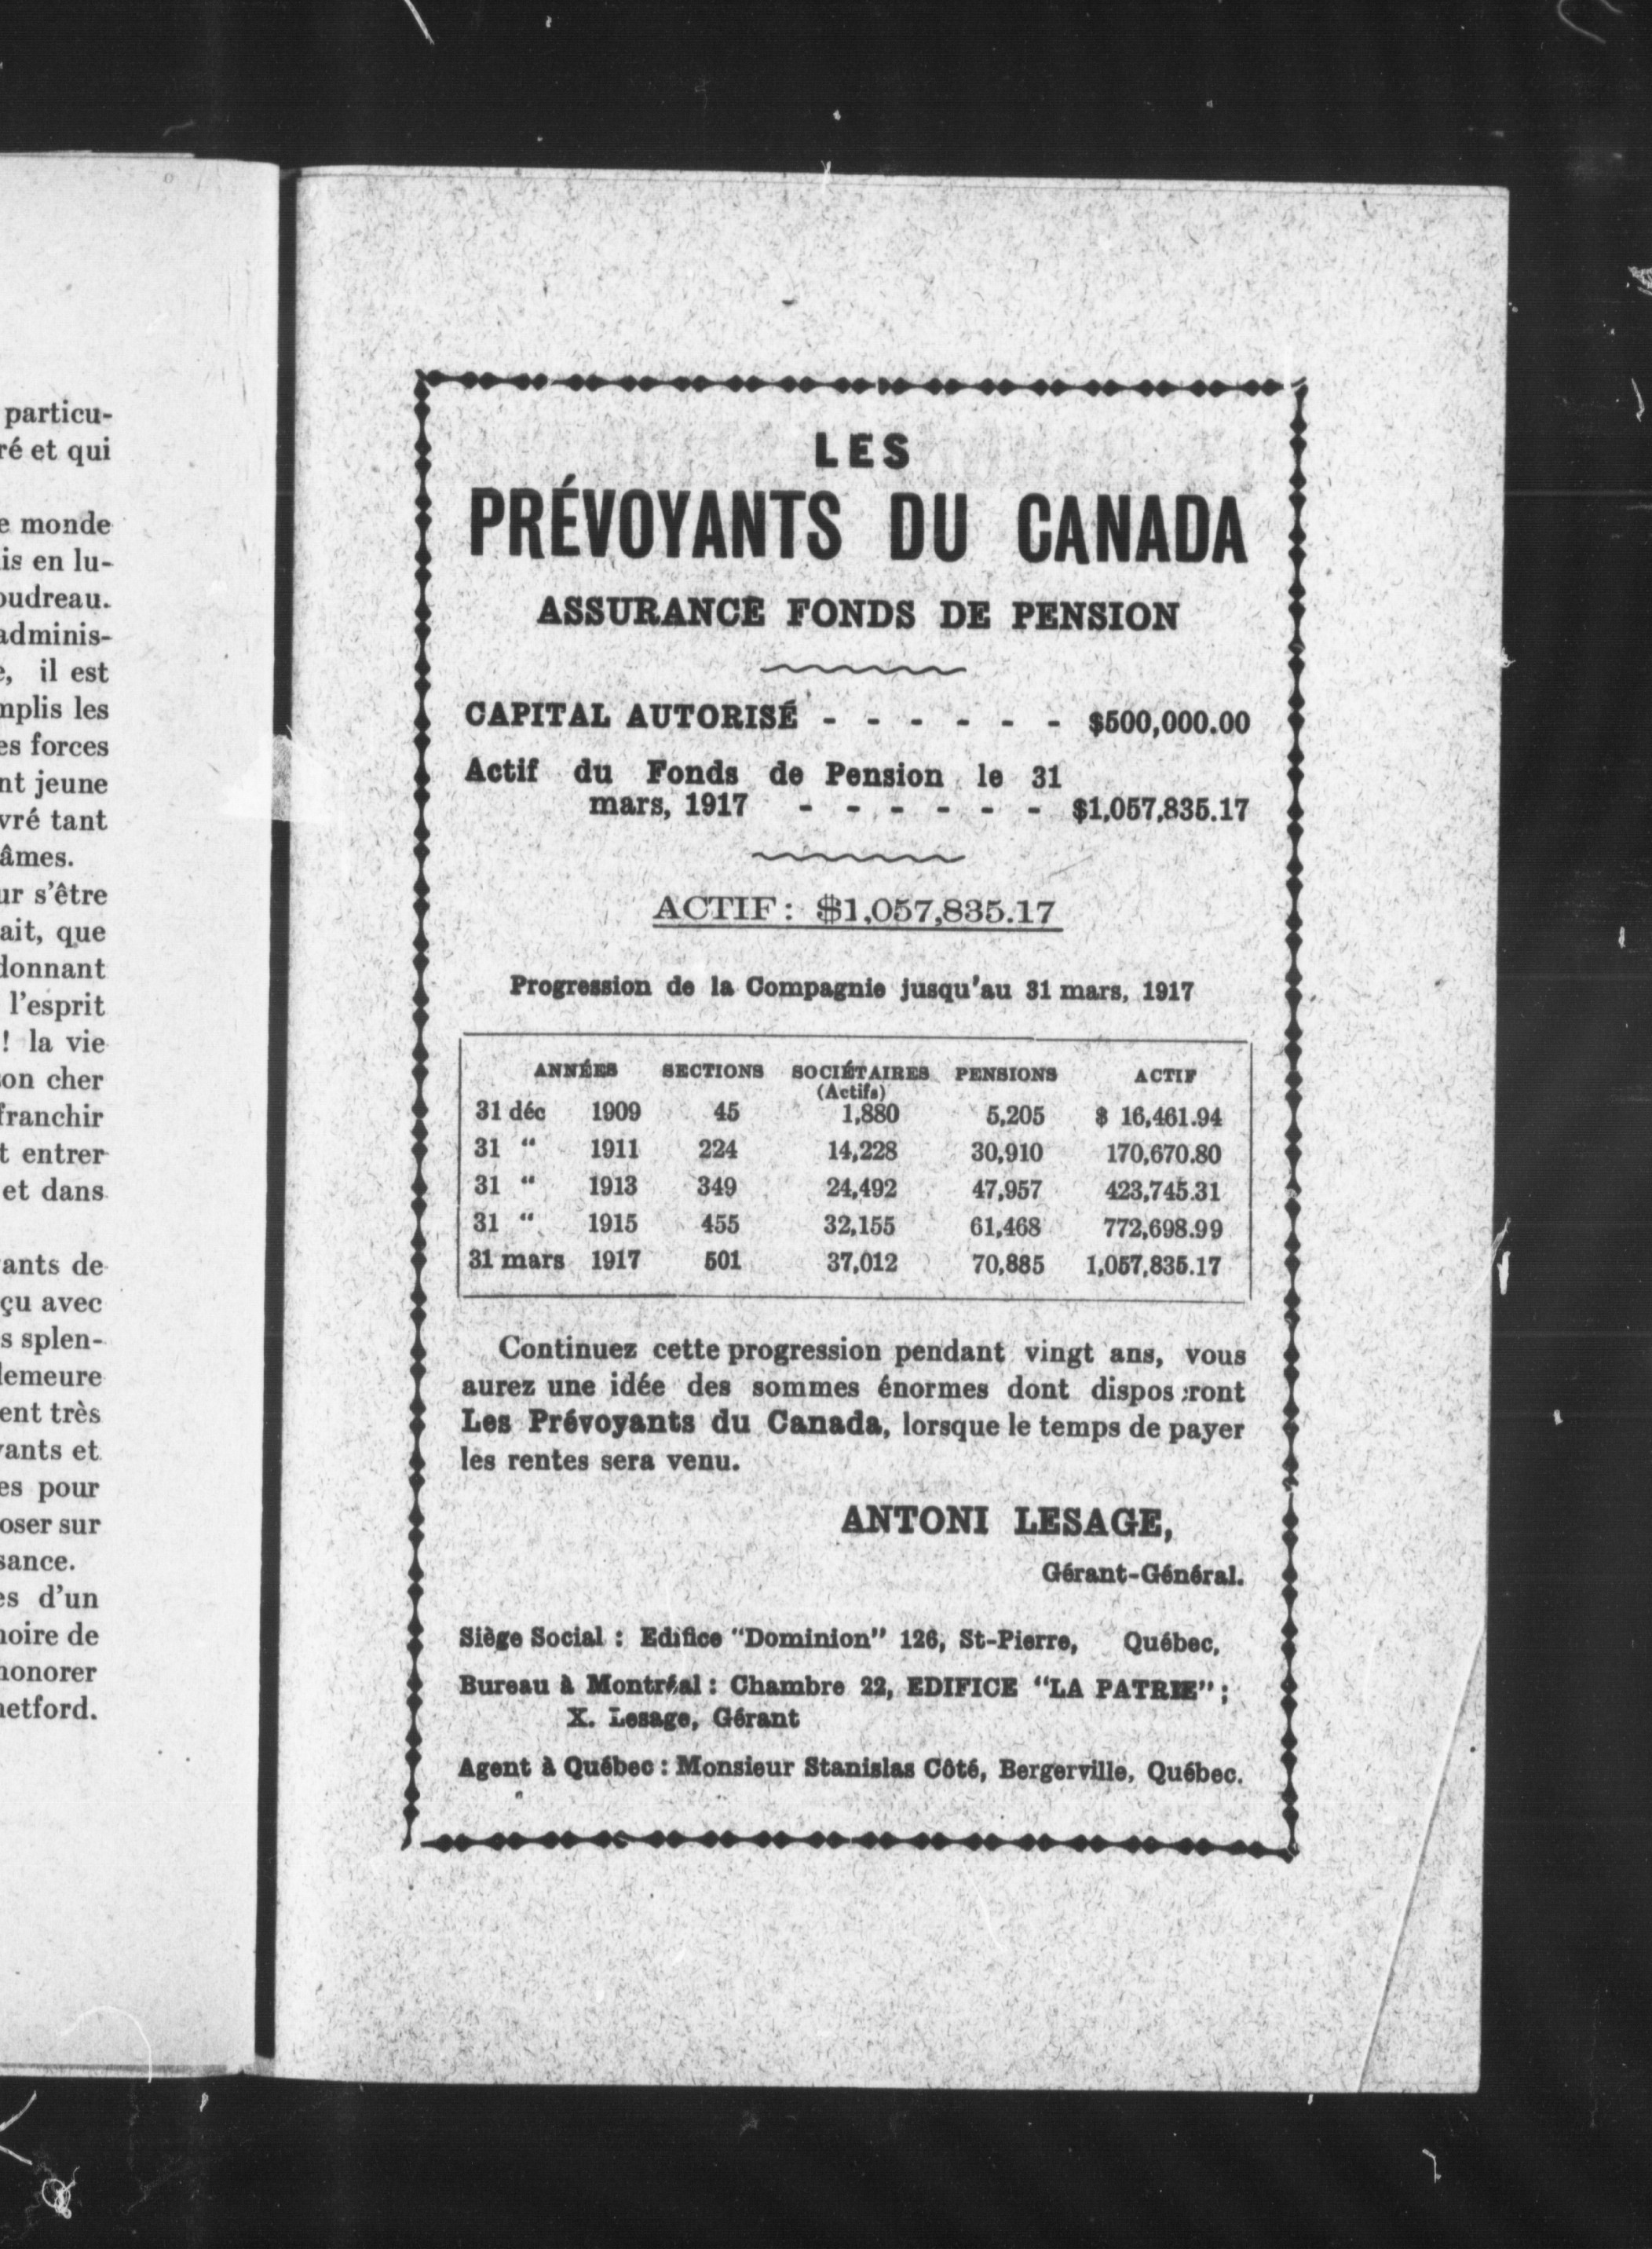 particu-
ré et qui
e monde
is en lu-
oudreau.
adminis-
e, il est
mplis les
es forces
nt jeune
vré tant
âmes.
ur s'être
ait, que
donnant
l'esprit
! la vie
on cher
franchir
t entrer
et dans
ants de
çu avec
s splen-
demeure
ent très
vants et
es pour
oser sur
sance.
es d'un
noire de
honorer
hetford.
LES
PRÉVOYANTS DU CANADA
ASSURANCE FONDS DE PENSION
CAPITAL AUTORISÉ - - - - - - $500,000.00
Actif du Fonds de Pension le 31
mars, 1917 - - - - - - $1,057,835.17
ACTIF: $1,057,835.17
Progression de la Compagnie jusqu'au 31 mars, 1917
ANNÉES SECTIONS SOCIÉTAIRES PENSIONS ACTIF
(Actifs)
31 déc 1909 45 1,880 5,205 $ 16,461.94
31 " 1911 224 14,228 30,910 170,670.80
31 " 1913 349 24,492 47,957 423,745.31
31 " 1915 455 32,155 61,468 772,698.99
31 mars 1917 501 37,012 70,885 1,057,835.17
Continuez cette progression pendant vingt ans, vous
aurez une idée des sommes énormes dont disposeront
Les Prévoyants du Canada, lorsque le temps de payer
les rentes sera venu.
ANTONI LESAGE,
Gérant-Général.
Siège Social : Edifice "Dominion" 126, St-Pierre, Québec,
Bureau à Montréal : Chambre 22, EDIFICE "LA PATRIE" ;
X. Lesage, Gérant
Agent à Québec : Monsieur Stanislas Côté, Bergerville, Québec.